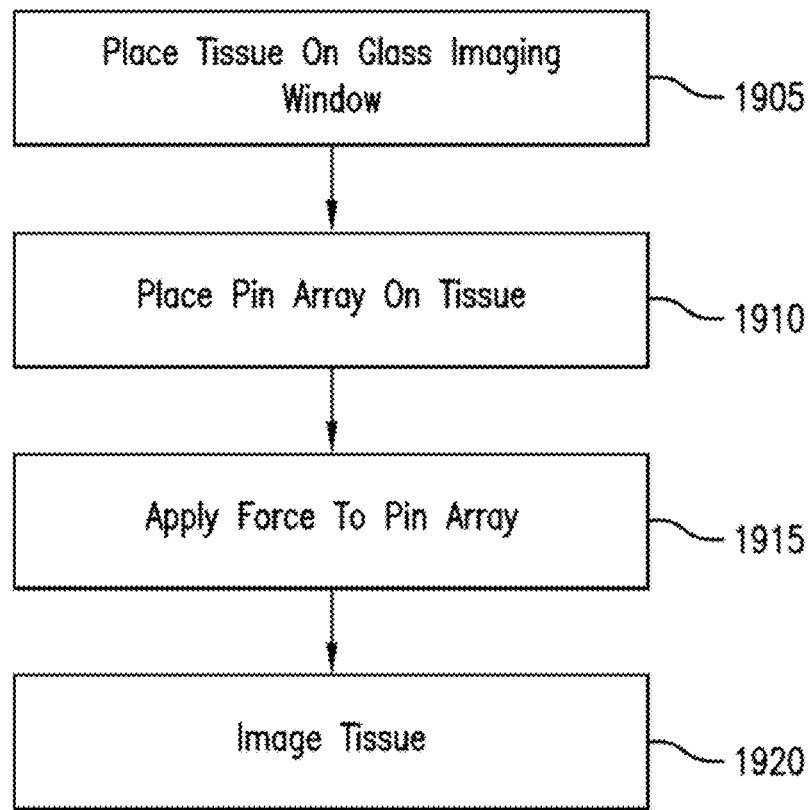 Place Tissue On Glass Imaging
Window
1905
Place Pin Array On Tissue
1910
Apply Force To Pin Array
1915
Image Tissue
1920